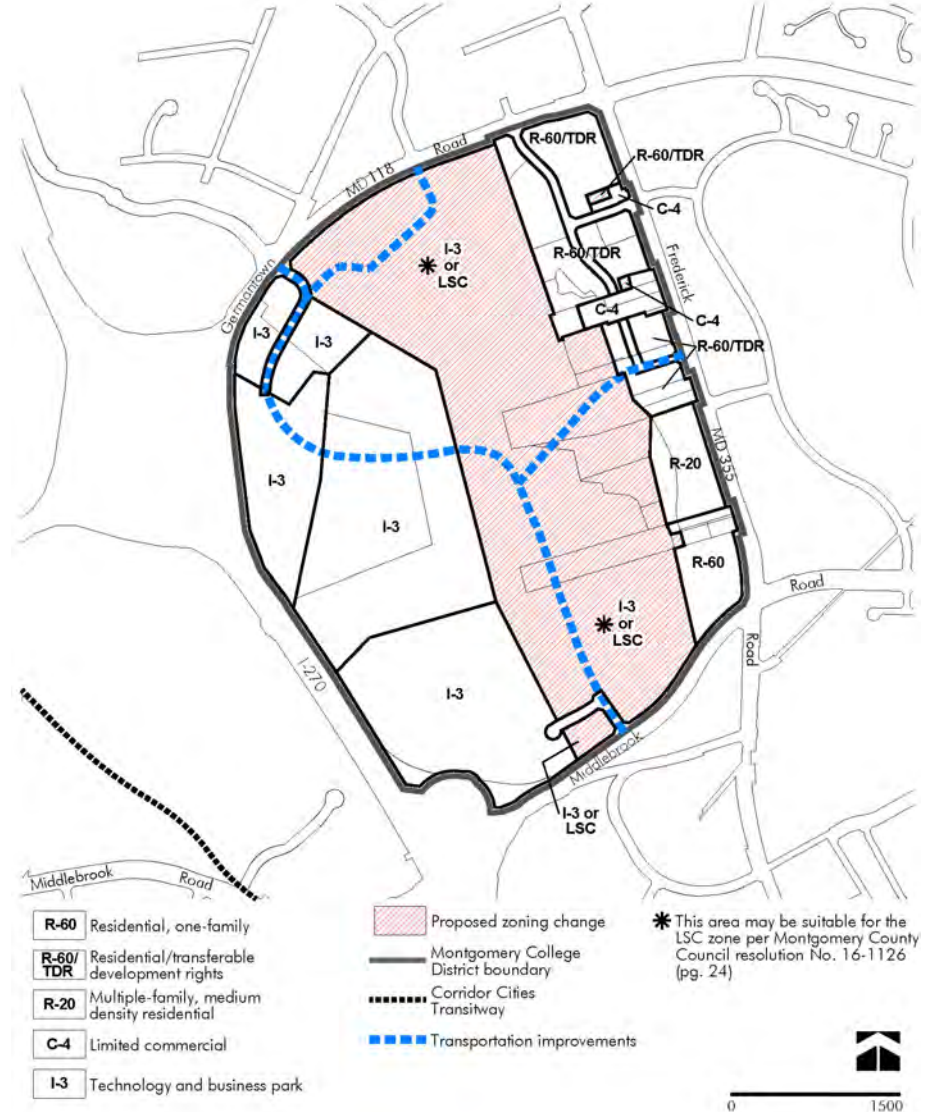 R-60/TDR
R-60/TDR
C-4
MD 118
Road
I-3
or
LSC
R-60/TDR
Frederick
Germantown
C-4
C-4
I-3
I-3
R-60/TDR
MD 355
R-20
I-3
I-3
R-60
Road
I-3
or
LSC
Road
I-270
I-3
Middlebrook
I-3 or
LSC
Middlebrook
Road
R-60 Residential, one-family
R-60/
TDR
Residential/transferable
development rights
R-20
Multiple-family, medium
density residential
C-4 Limited commercial
I-3 Technology and business park
Proposed zoning change
Montgomery College
District boundary
Corridor Cities
Transitway
Transportation improvements
This area may be suitable for the
LSC zone per Montgomery County
Council resolution No. 16-1126
(pg. 24)
0 1500